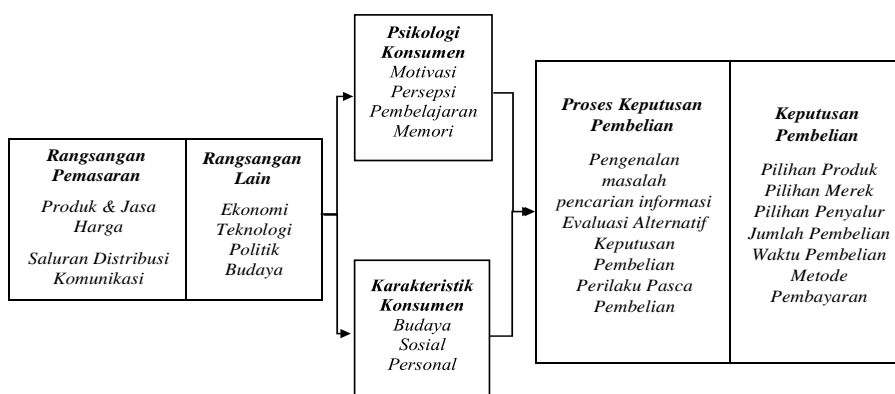 Rangsangan
Pemasaran
Produk & Jasa
Harga
Saluran Distribusi
Komunikasi
Rangsangan
Lain
Ekonomi
Teknologi
Politik
Budaya
Psikologi
Konsumen
Motivasi
Persepsi
Pembelajaran
Memori
Karakteristik
Konsumen
Budaya
Sosial
Personal
Proses Keputusan
Pembelian
Pengenalan
masalah
pencarian informasi
Evaluasi Alternatif
Keputusan
Pembelian
Perilaku Pasca
Pembelian
Keputusan
Pembelian
Pilihan Produk
Pilihan Merek
Pilihan Penyalur
Jumlah Pembelian
Waktu Pembelian
Metode
Pembayaran